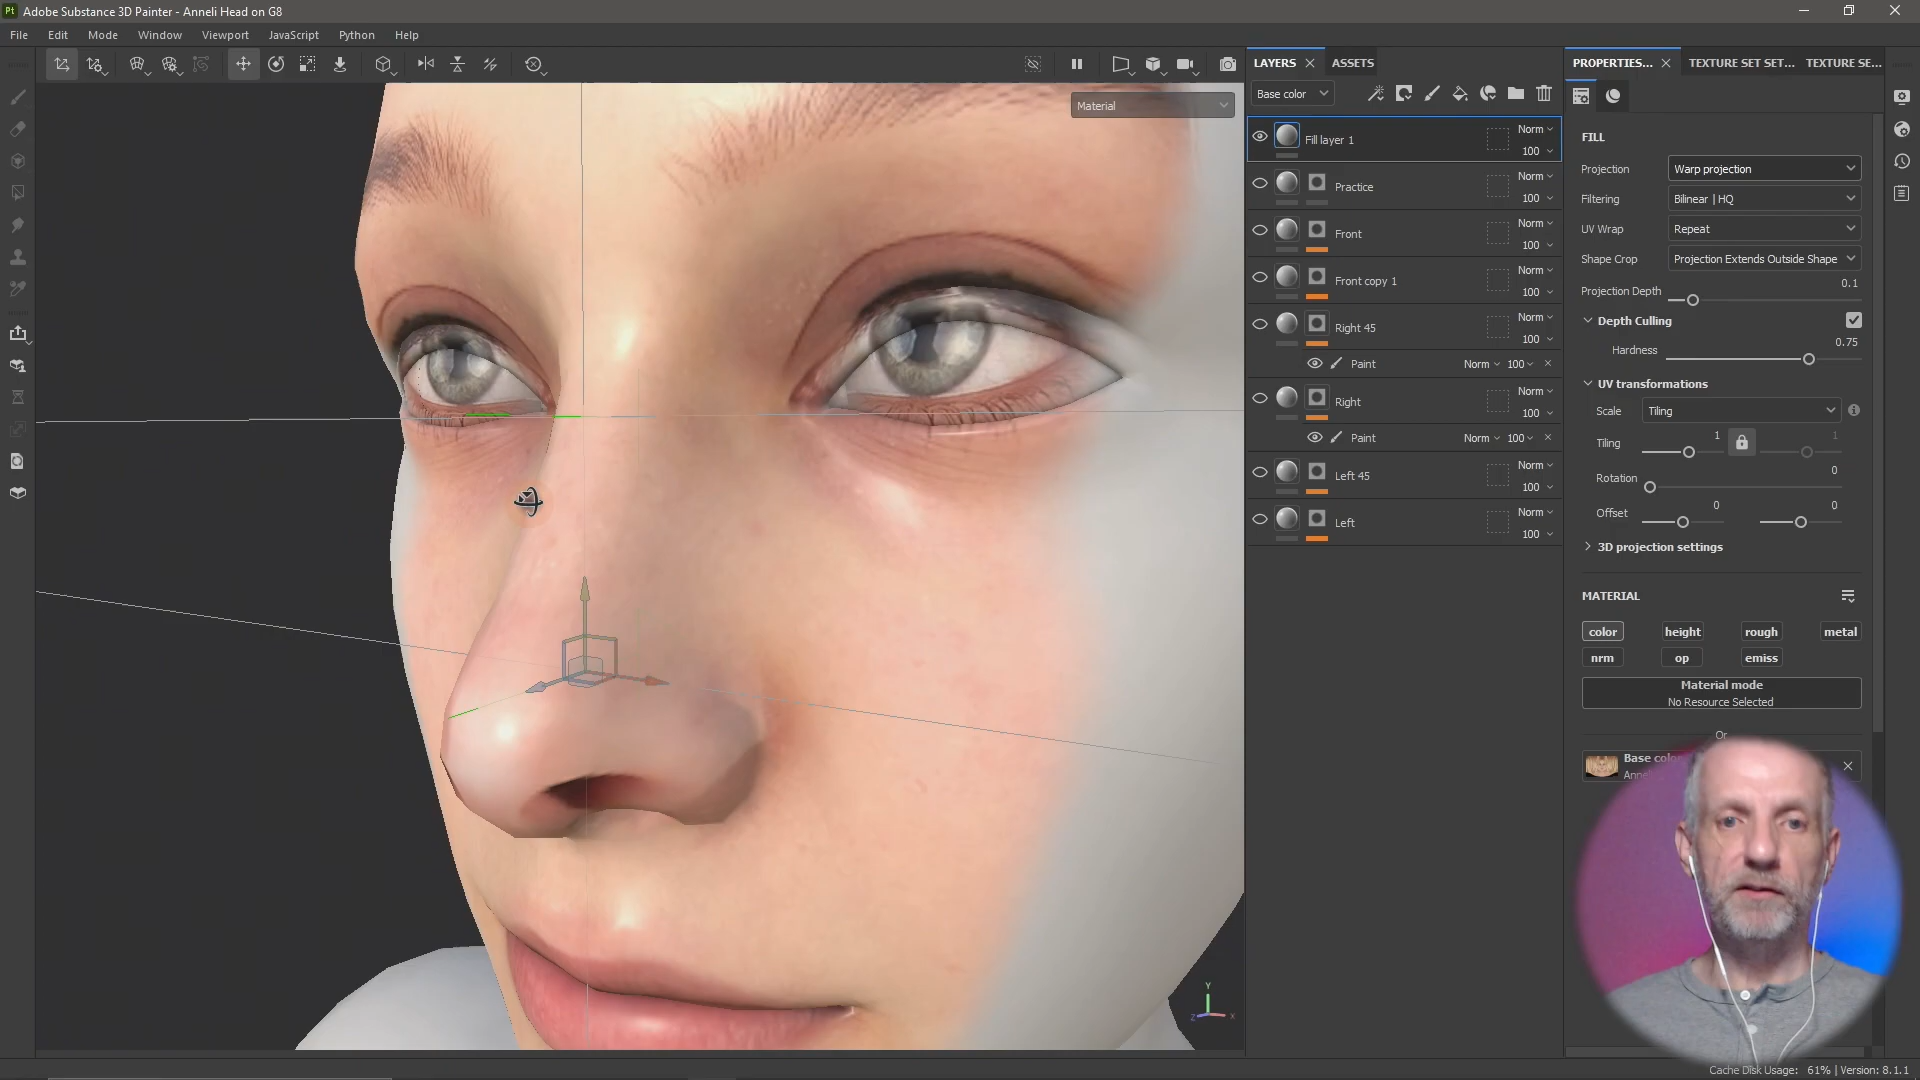 Pt Adobe Substance 3D Painter - Anneli Head on G8
File Edit Mode Window Viewport JavaScript Python Help
Material
LAYERS ASSETS
Base color
Fill layer 1 Norm 100
Practice Norm 100
Front Norm 100
Front copy 1 Norm 100
Right 45 Norm 100
Paint Norm 100
Right Norm 100
Paint Norm 100
Left 45 Norm 100
Left Norm 100
PROPERTIES... TEXTURE SET SET... TEXTURE SE...
FILL
Projection Warp projection
Filtering Bilinear | HQ
UV Wrap Repeat
Shape Crop Projection Extends Outside Shape
Projection Depth 0.1
Depth Culling
Hardness 0.75
UV transformations
Scale Tiling
Tiling 1 1
Rotation 0
Offset 0 0
3D projection settings
MATERIAL
color height rough metal
nrm op emiss
Material mode
No Resource Selected
Or
Base colo
Anneli
Y
Z X
Cache Disk Usage: 61% | Version: 8.1.1